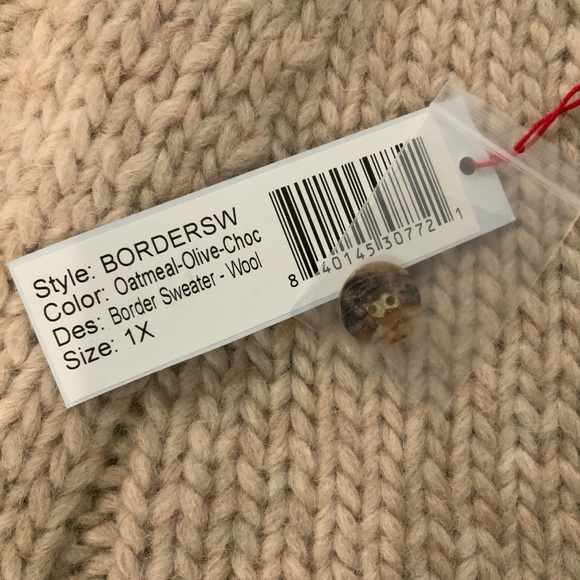 Style: BORDERSW
Color: Oatmeal-Olive-Choc
Des: Border Sweater - Wool
Size: 1X
8 40145 30772 1